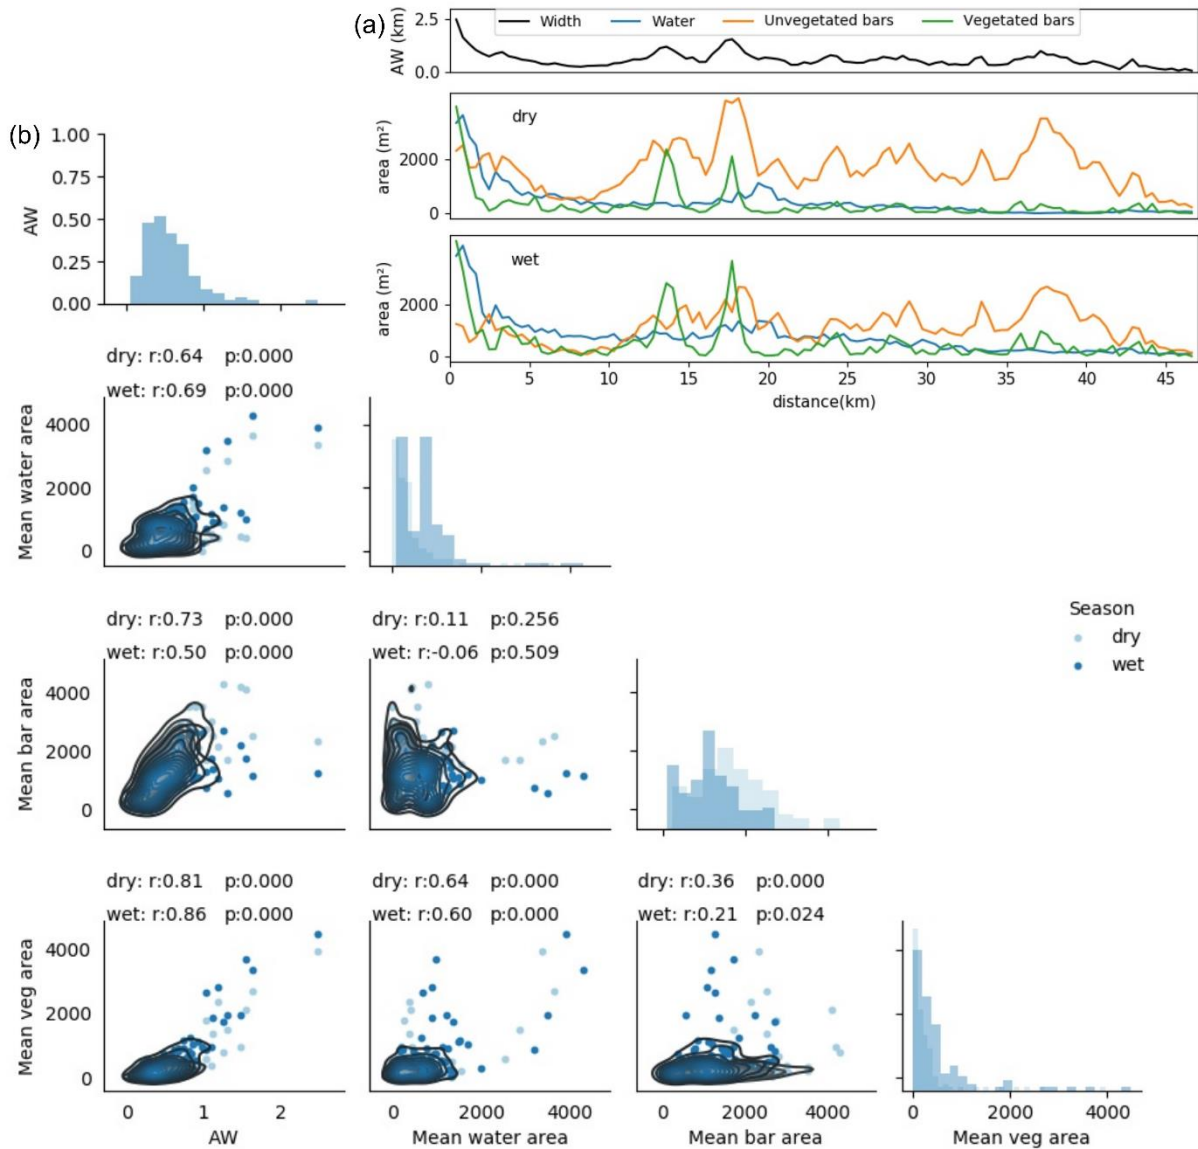 (a)
Width Water Unvegetated bars Vegetated bars
AW (km)
2.5
0.0
dry
area (m²)
2000
0
wet
area (m²)
2000
0
0 5 10 15 20 25 30 35 40 45
distance(km)
(b)
AW
1.00
0.75
0.50
0.25
0.00
dry: r:0.64 p:0.000
wet: r:0.69 p:0.000
Mean water area
4000
2000
0
dry: r:0.73 p:0.000
wet: r:0.50 p:0.000
dry: r:0.11 p:0.256
wet: r:-0.06 p:0.509
Mean bar area
4000
2000
0
Season
dry
wet
dry: r:0.81 p:0.000
wet: r:0.86 p:0.000
dry: r:0.64 p:0.000
wet: r:0.60 p:0.000
dry: r:0.36 p:0.000
wet: r:0.21 p:0.024
Mean veg area
4000
2000
0
0 1 2
AW
0 2000 4000
Mean water area
0 2000 4000
Mean bar area
0 2000 4000
Mean veg area